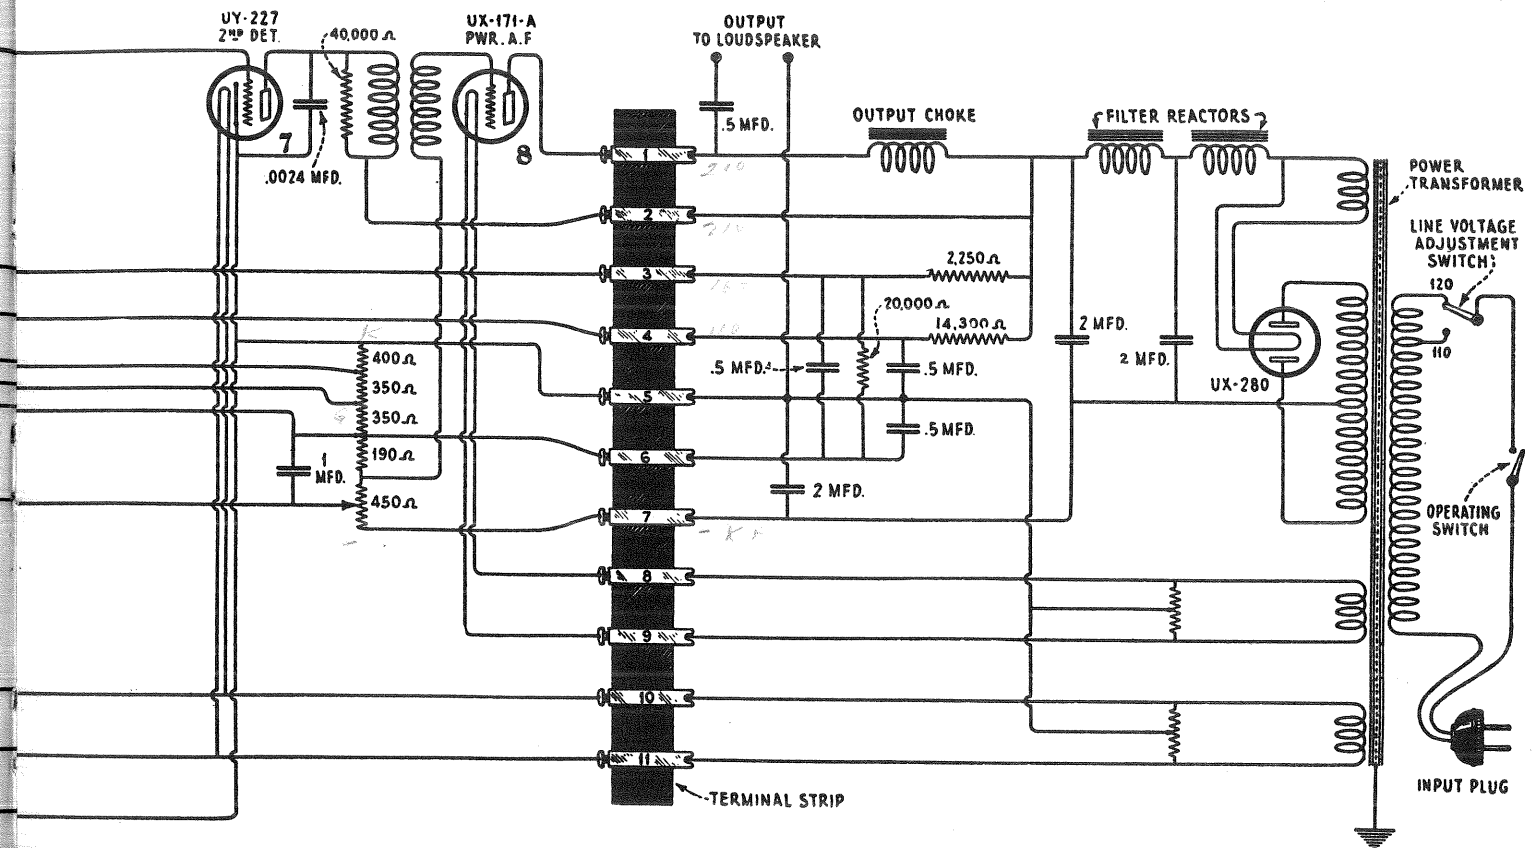 UY-227
2ND DET.
40,000 Ω
7
.0024 MFD.
UX-171-A
PWR. A.F
8
OUTPUT
TO LOUDSPEAKER
.5 MFD.
OUTPUT CHOKE
FILTER REACTORS
POWER
TRANSFORMER
LINE VOLTAGE
ADJUSTMENT
SWITCH
120
110
1
2
3
4
5
6
7
8
9
10
11
210
2,250 Ω
20,000 Ω
14,300 Ω
.5 MFD.
.5 MFD.
.5 MFD.
2 MFD.
2 MFD.
2 MFD.
UX-280
K
400 Ω
350 Ω
350 Ω
190 Ω
450 Ω
1
MFD.
OPERATING
SWITCH
INPUT PLUG
TERMINAL STRIP